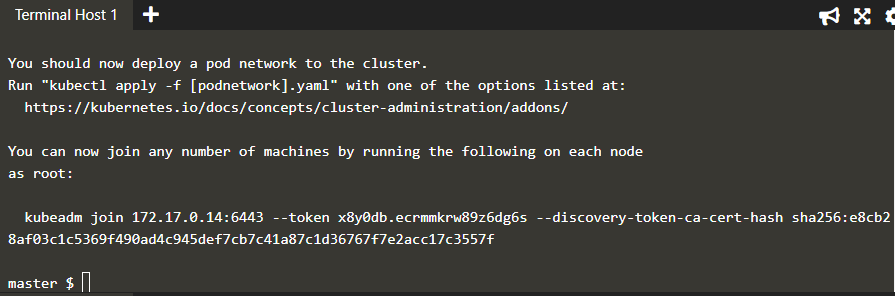 Terminal Host 1
You should now deploy a pod network to the cluster.
Run "kubectl apply -f [podnetwork].yaml" with one of the options listed at:
https://kubernetes.io/docs/concepts/cluster-administration/addons/
You can now join any number of machines by running the following on each node
as root:
kubeadm join 172.17.0.14:6443 --token x8y0db.ecrmmkrw89z6dg6s --discovery-token-ca-cert-hash sha256:e8cb2
8af03c1c5369f490ad4c945def7cb7c41a87c1d36767f7e2acc17c3557f
master $